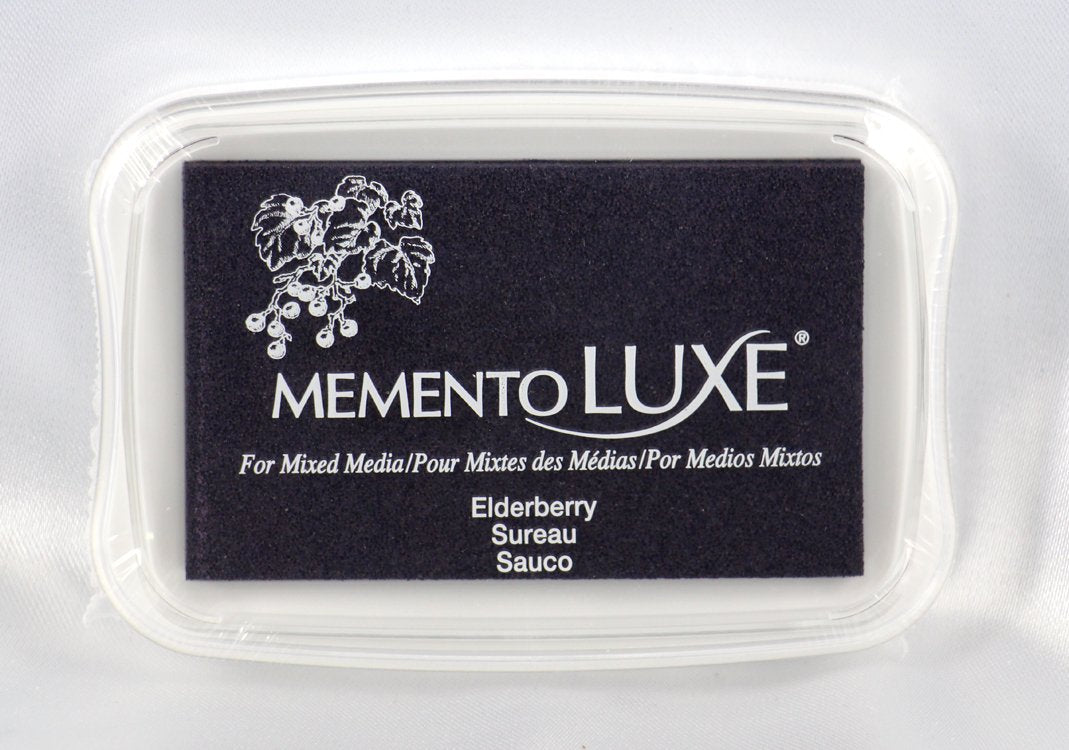 MEMENTO LUXE®
For Mixed Media/Pour Mixtes des Médias/Por Medios Mixtos
Elderberry
Sureau
Sauco